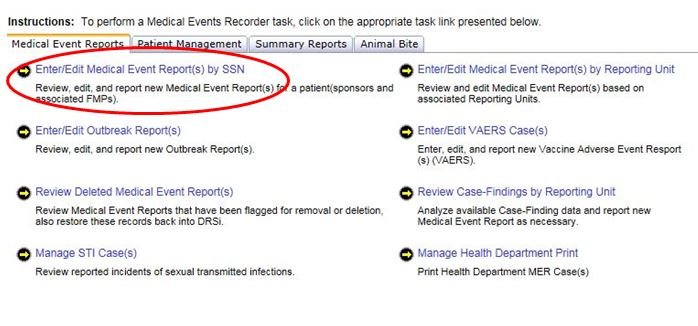 Instructions: To perform a Medical Events Recorder task, click on the appropriate task link presented below.
Medical Event Reports
Patient Management
Summary Reports
Animal Bite
Enter/Edit Medical Event Report(s) by SSN
Review, edit, and report new Medical Event Report(s) for a patient(sponsors and
associated FMPs).
Enter/Edit Medical Event Report(s) by Reporting Unit
Review and edit Medical Event Report(s) based on
associated Reporting Units.
Enter/Edit Outbreak Report(s)
Review, edit, and report new Outbreak Report(s).
Enter/Edit VAERS Case(s)
Enter, edit, and report new Vaccine Adverse Event Resport
(s) (VAERS).
Review Deleted Medical Event Report(s)
Review Medical Event Reports that have been flagged for removal or deletion,
also restore these records back into DRSi.
Review Case-Findings by Reporting Unit
Analyze available Case-Finding data and report new
Medical Event Report as necessary.
Manage STI Case(s)
Review reported incidents of sexual transmitted infections.
Manage Health Department Print
Print Health Department MER Case(s)